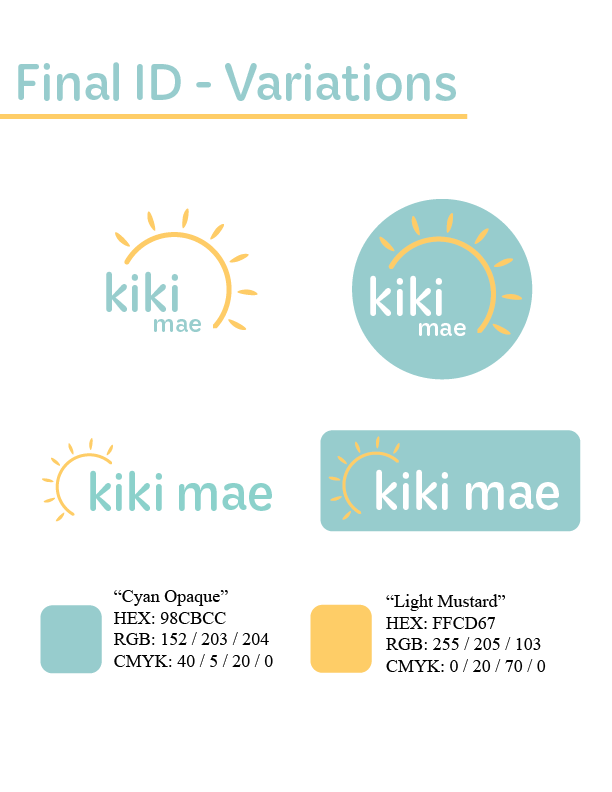 Final ID - Variations
kiki
mae
kiki
mae
kiki mae
kiki mae
“Cyan Opaque”
HEX: 98CBCC
RGB: 152 / 203 / 204
CMYK: 40 / 5 / 20 / 0
“Light Mustard”
HEX: FFCD67
RGB: 255 / 205 / 103
CMYK: 0 / 20 / 70 / 0